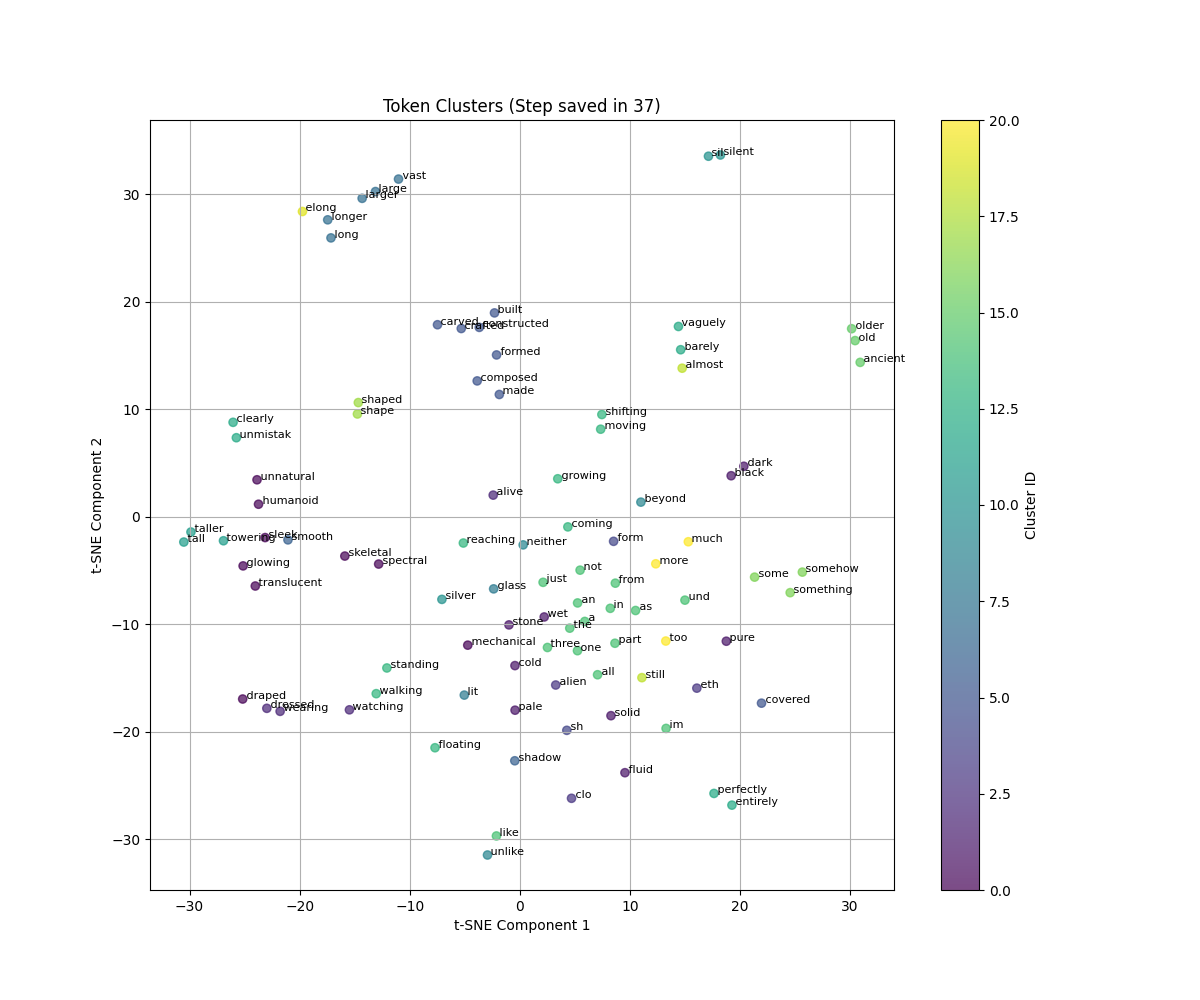 Token Clusters (Step saved in 37)
silent
vast
large
larger
elong
longer
long
built
carved
crafted
constructed
formed
composed
made
vaguely
barely
almost
older
old
ancient
shaped
shape
shifting
moving
clearly
unmistak
unnatural
humanoid
alive
growing
dark
black
beyond
taller
tall
towering
sleek
smooth
coming
reaching
neither
form
much
glowing
translucent
skeletal
spectral
more
not
just
from
some
somehow
something
silver
glass
an
in
as
und
wet
a
stone
the
mechanical
three
one
part
too
pure
cold
standing
all
still
walking
lit
alien
eth
draped
dressed
wearing
watching
pale
solid
covered
sh
im
floating
shadow
fluid
clo
perfectly
entirely
like
unlike
t-SNE Component 2
30
20
10
0
−10
−20
−30
−30 −20 −10 0 10 20 30
t-SNE Component 1
20.0
17.5
15.0
12.5
10.0
7.5
5.0
2.5
0.0
Cluster ID